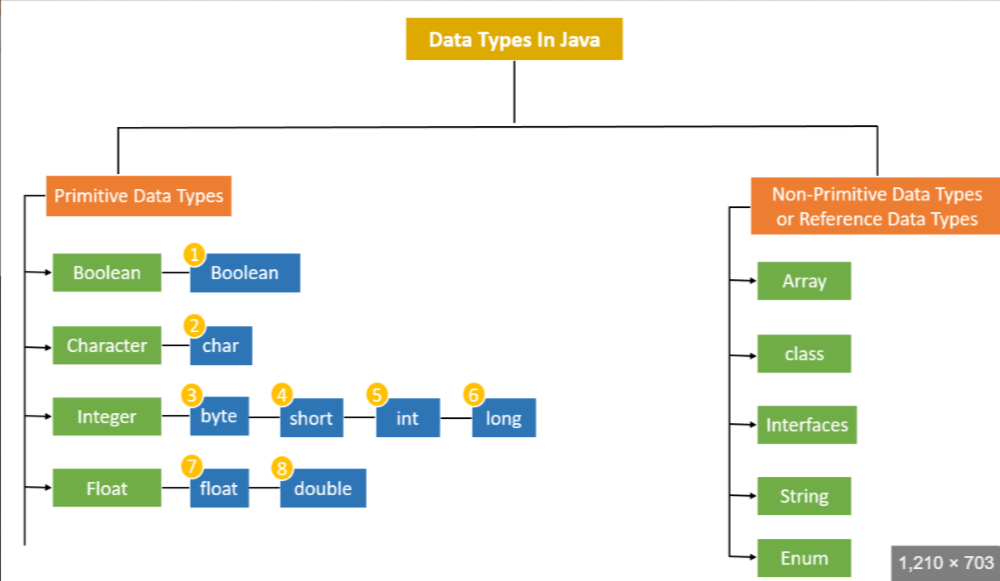 Data Types In Java
Primitive Data Types
Non-Primitive Data Types
or Reference Data Types
1
Boolean
Boolean
2
Character
char
3
4
5
6
Integer
byte
short
int
long
7
8
Float
float
double
Array
class
Interfaces
String
Enum
1,210 × 703